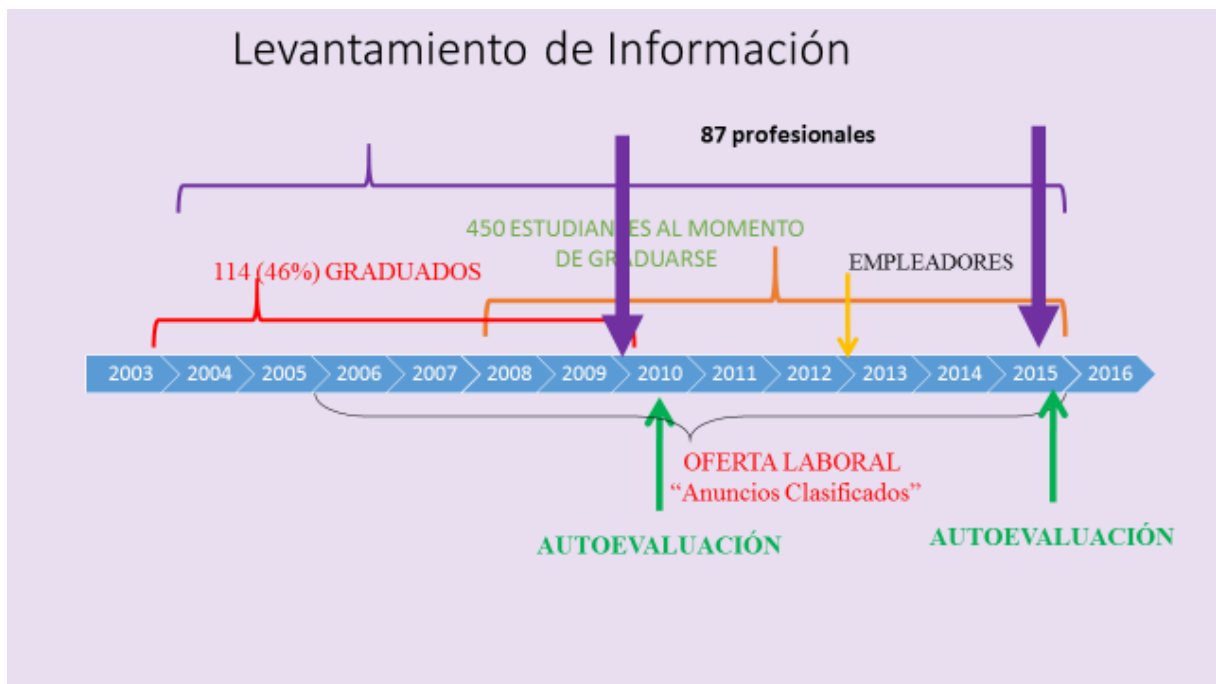 Levantamiento de Información
87 profesionales
450 ESTUDIANTES AL MOMENTO
DE GRADUARSE
114 (46%) GRADUADOS
EMPLEADORES
2003 2004 2005 2006 2007 2008 2009 2010 2011 2012 2013 2014 2015 2016
OFERTA LABORAL
“Anuncios Clasificados”
AUTOEVALUACIÓN
AUTOEVALUACIÓN